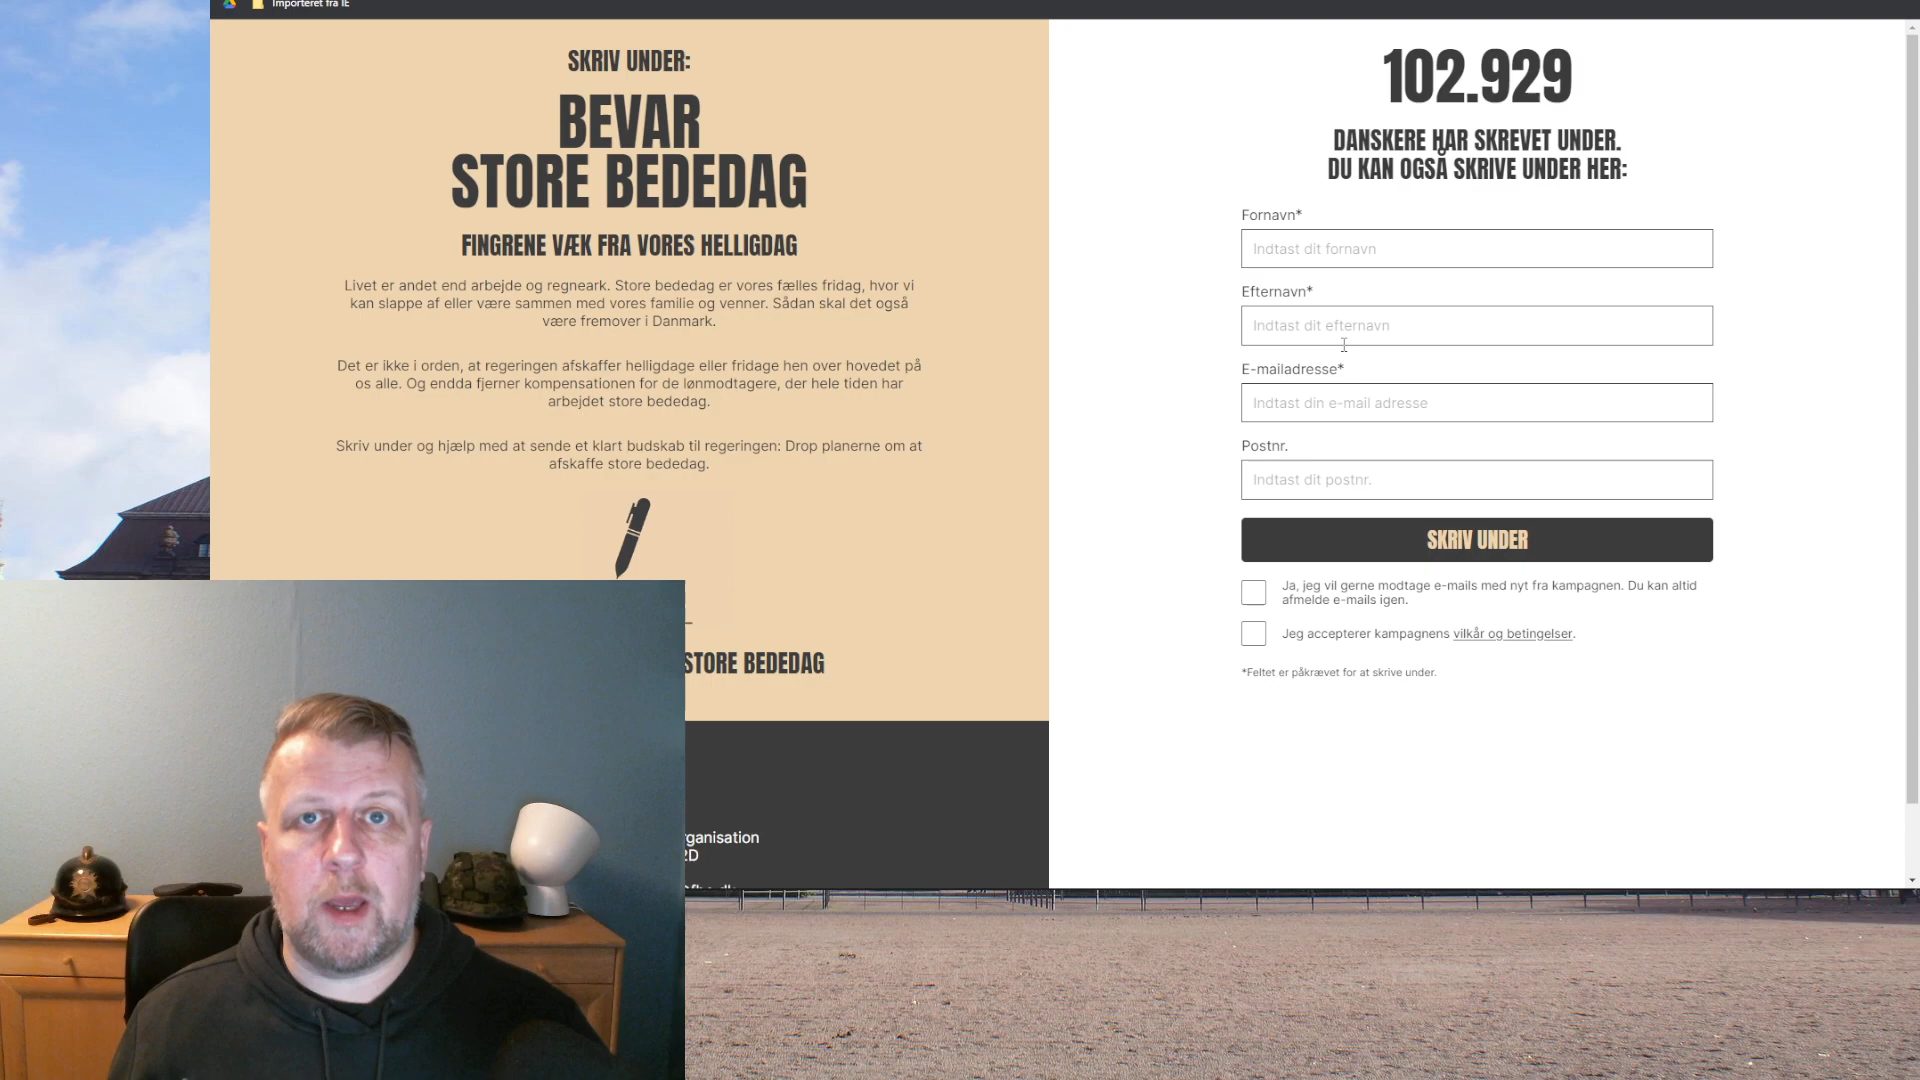 Importeret fra IE
SKRIV UNDER:
BEVAR
STORE BEDEDAG
FINGRENE VÆK FRA VORES HELLIGDAG
Livet er andet end arbejde og regneark. Store bededag er vores fælles fridag, hvor vi
kan slappe af eller være sammen med vores familie og venner. Sådan skal det også
være fremover i Danmark.
Det er ikke i orden, at regeringen afskaffer helligdage eller fridage hen over hovedet på
os alle. Og endda fjerner kompensationen for de lønmodtagere, der hele tiden har
arbejdet store bededag.
Skriv under og hjælp med at sende et klart budskab til regeringen: Drop planerne om at
afskaffe store bededag.
STORE BEDEDAG
rganisation
2D
102.929
DANSKERE HAR SKREVET UNDER.
DU KAN OGSÅ SKRIVE UNDER HER:
Fornavn*
Indtast dit fornavn
Efternavn*
Indtast dit efternavn
E-mailadresse*
Indtast din e-mail adresse
Postnr.
Indtast dit postnr.
SKRIV UNDER
Ja, jeg vil gerne modtage e-mails med nyt fra kampagnen. Du kan altid
afmelde e-mails igen.
Jeg accepterer kampagnens vilkår og betingelser.
*Feltet er påkrævet for at skrive under.